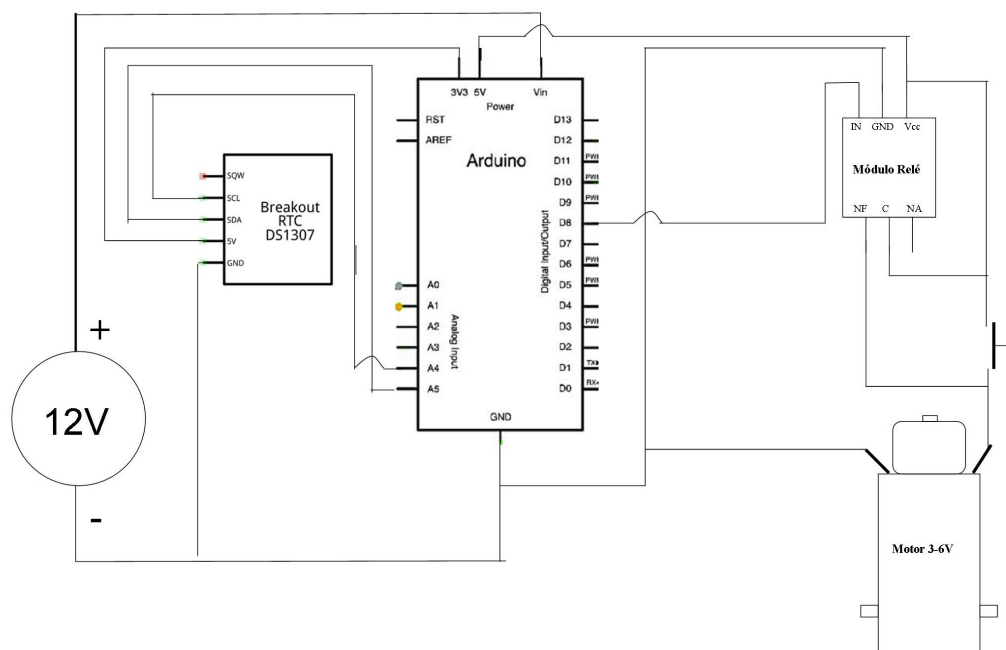 3V3 5V Vin
Power
RST D13
AREF D12
Arduino
D11 PWM
D10 PWM
D9 PWM
D8
D7
D6 PWM
D5 PWM
D4
D3 PWM
D2
D1 TX
D0 RX
Digital Input/Output
A0
A1
A2
A3
A4
A5
Analog Input
GND
SQW
SCL
SDA
5V
GND
Breakout
RTC
DS1307
+
12V
-
IN GND Vcc
Módulo Relé
NF C NA
Motor 3-6V